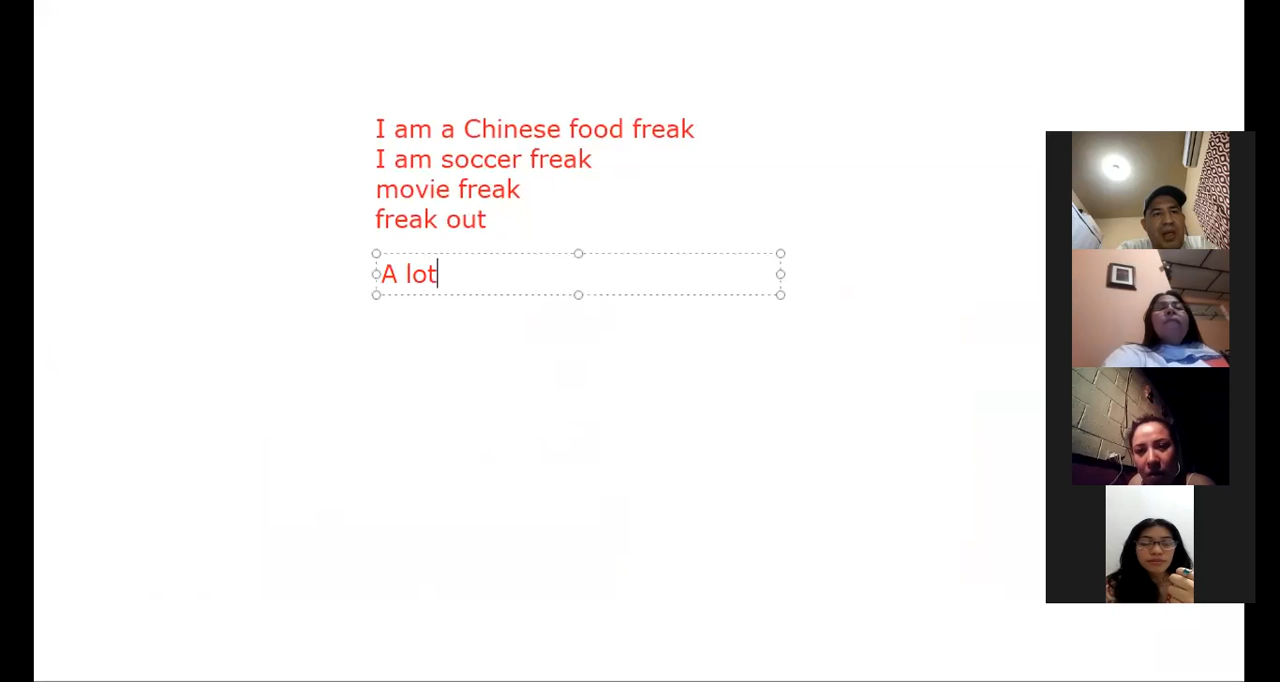 I am a Chinese food freak
I am soccer freak
movie freak
freak out
A lot